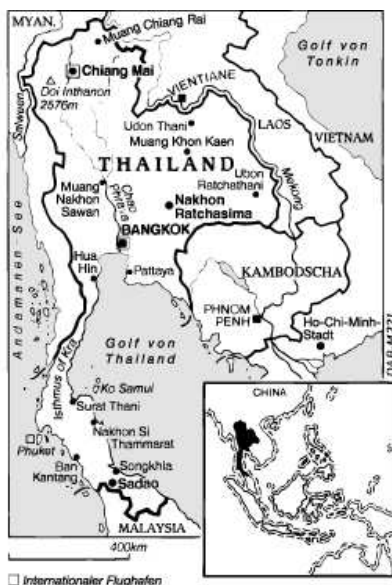 MYAN.
Muang Chiang Rai
Golf von
Tonkin
Chiang Mai
Doi Inthanon
2576m
VIENTIANE
Saluwen
Udon Thani
LAOS
Muang Khon Kaen
VIETNAM
THAILAND
Mekong
Muang
Nakhon
Sawan
Chao
Phraya
Ubon
Ratchathani
Nakhon
Ratchasima
BANGKOK
Andamanen-See
Hua
Hin
Pattaya
KAMBODSCHA
PHNOM
PENH
Ho-Chi-Minh-
Stadt
Golf von
Thailand
Isthmus of Kra
Ko Samui
CHINA
Surat Thani
Nakhon Si
Thammarat
Phuket
Ban
Kantang
Songkhla
Sadao
MALAYSIA
400km
Internationaler Flughafen